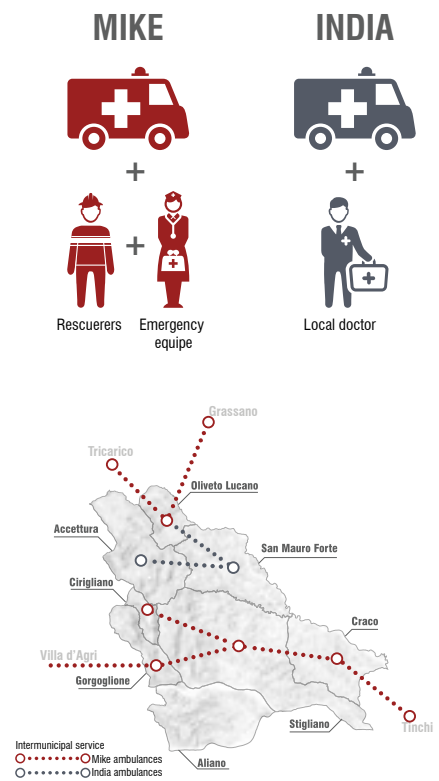 MIKE
INDIA
+
+
+
Rescuerers
Emergency
equipe
Local doctor
Grassano
Tricarico
Oliveto Lucano
Accettura
San Mauro Forte
Cirigliano
Craco
Villa d'Agri
Gorgoglione
Tinchi
Stigliano
Aliano
Intermunicipal service
Mike ambulances
India ambulances